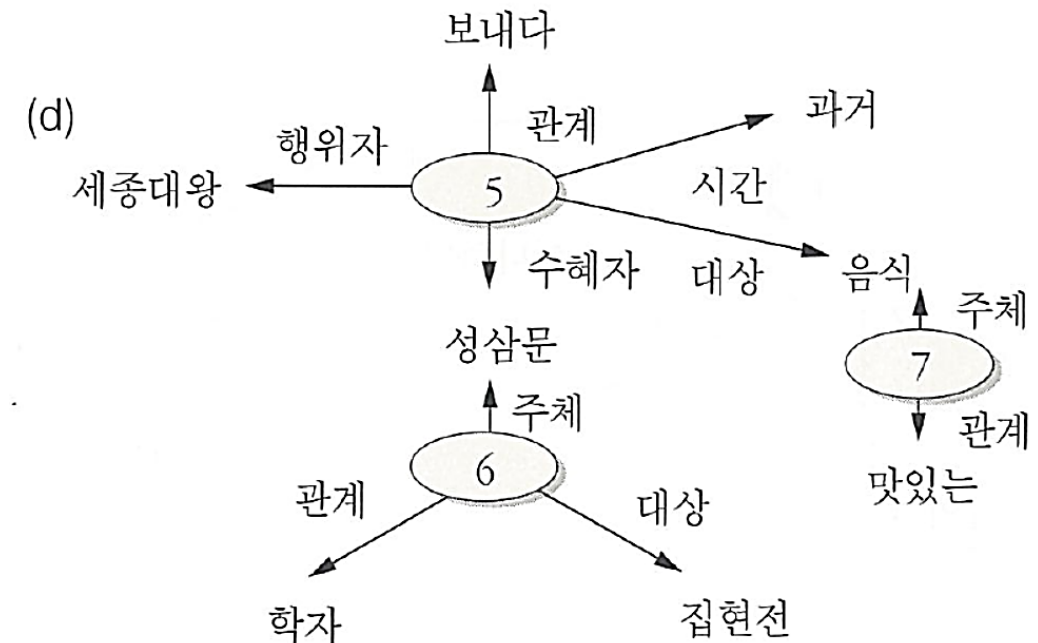 보내다
(d)
관계
과거
행위자
세종대왕
5
시간
수혜자
대상
음식
성삼문
주체
주체
7
6
관계
관계
대상
맛있는
학자
집현전